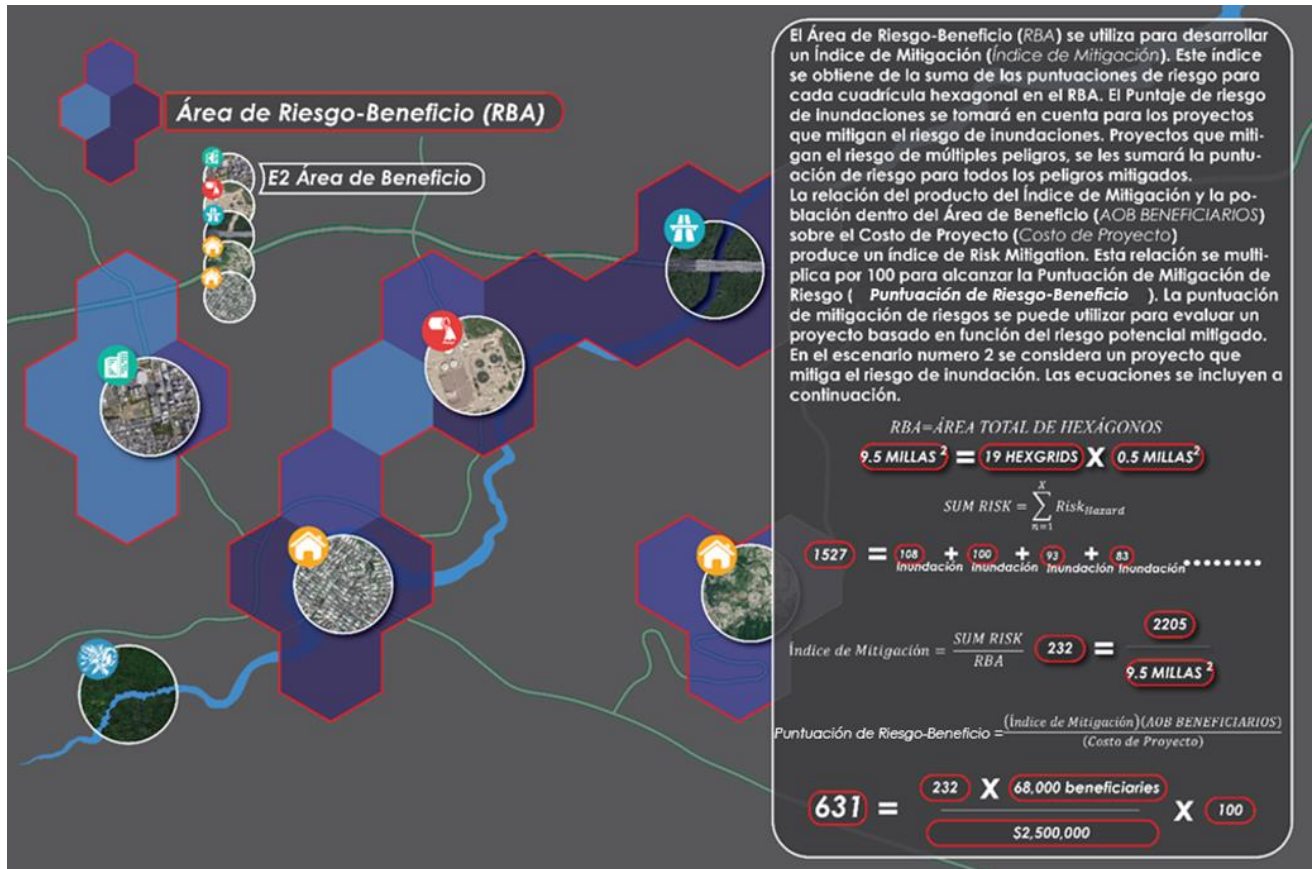 Área de Riesgo-Beneficio (RBA)
E2 Área de Beneficio
El Área de Riesgo-Beneficio (RBA) se utiliza para desarrollar
un Índice de Mitigación (Índice de Mitigación). Este índice
se obtiene de la suma de las puntuaciones de riesgo para
cada cuadrícula hexagonal en el RBA. El Puntaje de riesgo
de inundaciones se tomará en cuenta para los proyectos
que mitigan el riesgo de inundaciones. Proyectos que miti-
gan el riesgo de múltiples peligros, se les sumará la puntu-
ación de riesgo para todos los peligros mitigados.
La relación del producto del Índice de Mitigación y la po-
blación dentro del Área de Beneficio (AOB BENEFICIARIOS)
sobre el Costo de Proyecto (Costo de Proyecto)
produce un índice de Risk Mitigation. Esta relación se multi-
plica por 100 para alcanzar la Puntuación de Mitigación de
Riesgo ( Puntuación de Riesgo-Beneficio ). La puntuación
de mitigación de riesgos se puede utilizar para evaluar un
proyecto basado en función del riesgo potencial mitigado.
En el escenario numero 2 se considera un proyecto que
mitiga el riesgo de inundación. Las ecuaciones se incluyen a
continuación.
RBA=ÁREA TOTAL DE HEXÁGONOS
9.5 MILLAS² = 19 HEXGRIDS X 0.5 MILLAS²
X
SUM RISK = ∑ Risk Hazard
n=1
1527 = 108 + 100 + 93 + 83 ........
Inundación Inundación Inundación Inundación
Índice de Mitigación = SUM RISK / RBA 232 = 2205 / 9.5 MILLAS²
Puntuación de Riesgo-Beneficio = (Índice de Mitigación)(AOB BENEFICIARIOS)
(Costo de Proyecto)
631 = 232 X 68,000 beneficiaries X 100
$2,500,000